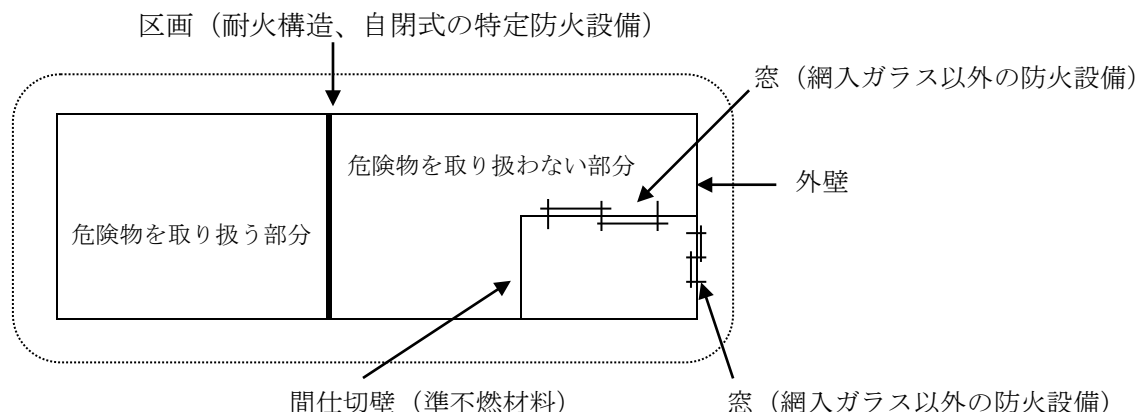 区画（耐火構造、自閉式の特定防火設備）
窓（網入ガラス以外の防火設備）
危険物を取り扱わない部分
外壁
危険物を取り扱う部分
間仕切壁（準不燃材料）
窓（網入ガラス以外の防火設備）